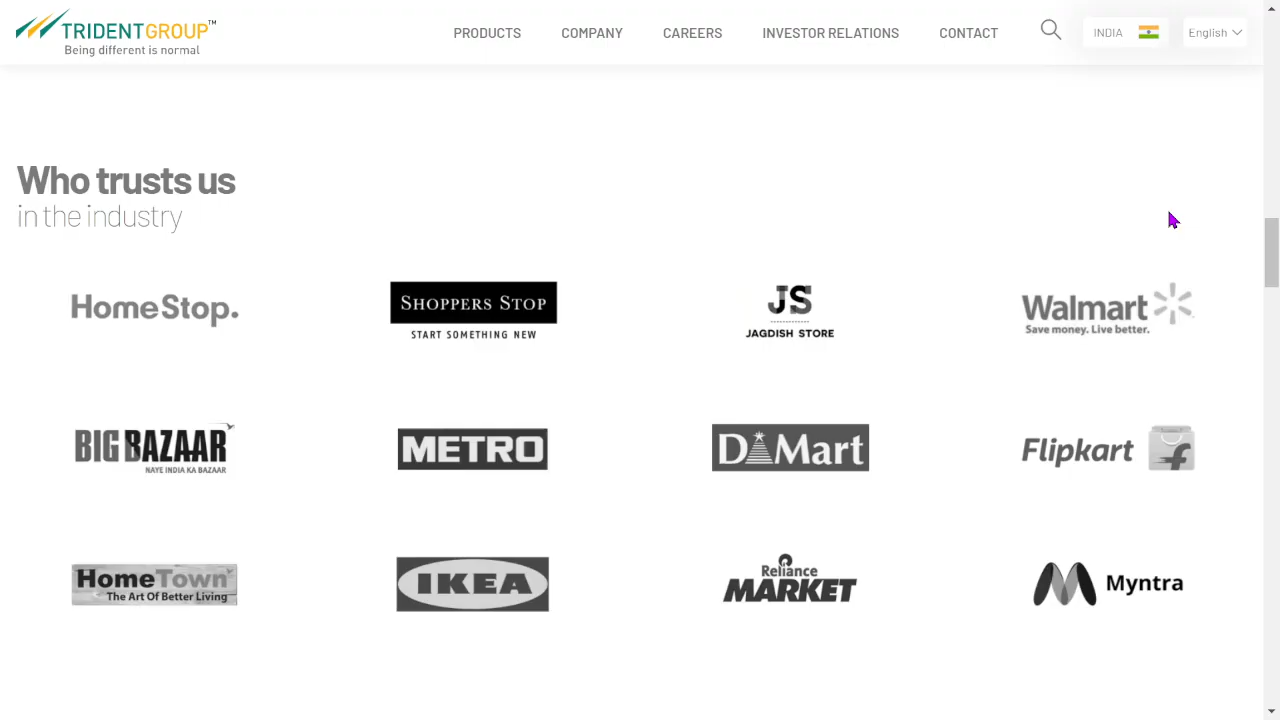 TRIDENTGROUP™
Being different is normal
PRODUCTS
COMPANY
CAREERS
INVESTOR RELATIONS
CONTACT
INDIA
English
Who trusts us
in the industry
HomeStop.
SHOPPERS STOP
START SOMETHING NEW
JS
JAGDISH STORE
Walmart
Save money. Live better.
BIG BAZAAR
NAYE INDIA KA BAZAAR
METRO
D Mart
Flipkart
f
HomeTown
The Art Of Better Living
IKEA
Reliance
MARKET
Myntra